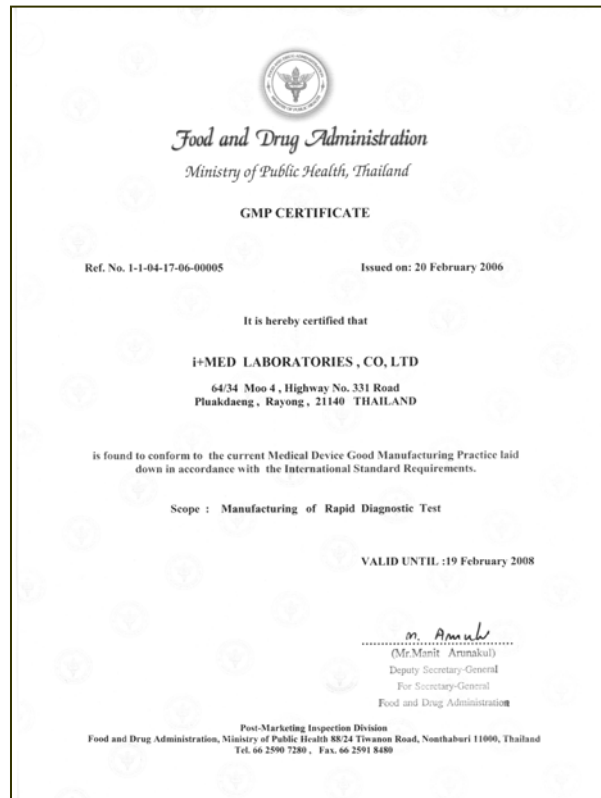 Food and Drug Administration
Ministry of Public Health, Thailand
GMP CERTIFICATE
Ref. No. 1-1-04-17-06-00005 Issued on: 20 February 2006
It is hereby certified that
i+MED LABORATORIES , CO, LTD
64/34 Moo 4 , Highway No. 331 Road
Pluakdaeng , Rayong , 21140 THAILAND
is found to conform to the current Medical Device Good Manufacturing Practice laid
down in accordance with the International Standard Requirements.
Scope : Manufacturing of Rapid Diagnostic Test
VALID UNTIL :19 February 2008
(Mr.Manit Arunakul)
Deputy Secretary-General
For Secretary-General
Food and Drug Administration
Post-Marketing Inspection Division
Food and Drug Administration, Ministry of Public Health 88/24 Tiwanon Road, Nonthaburi 11000, Thailand
Tel. 66 2590 7280 , Fax. 66 2591 8480